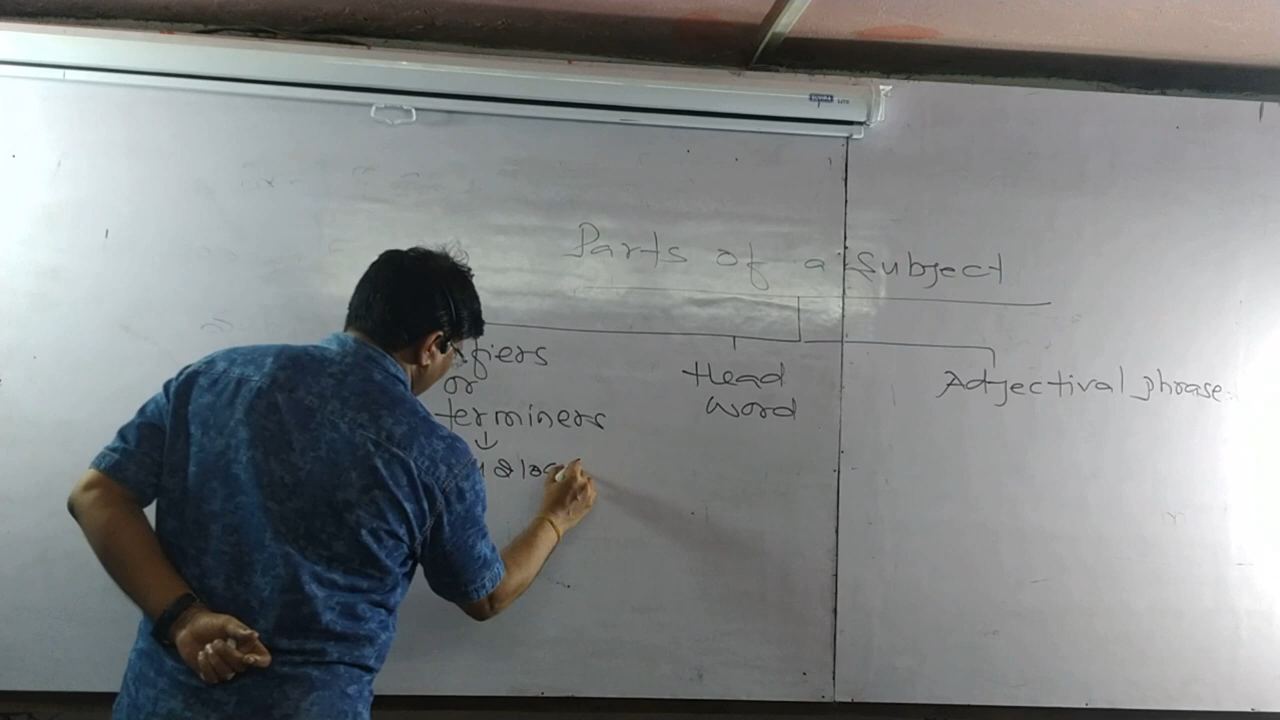 Parts of a Subject
fiers
or
terminers
Head
word
Adjectival phrase